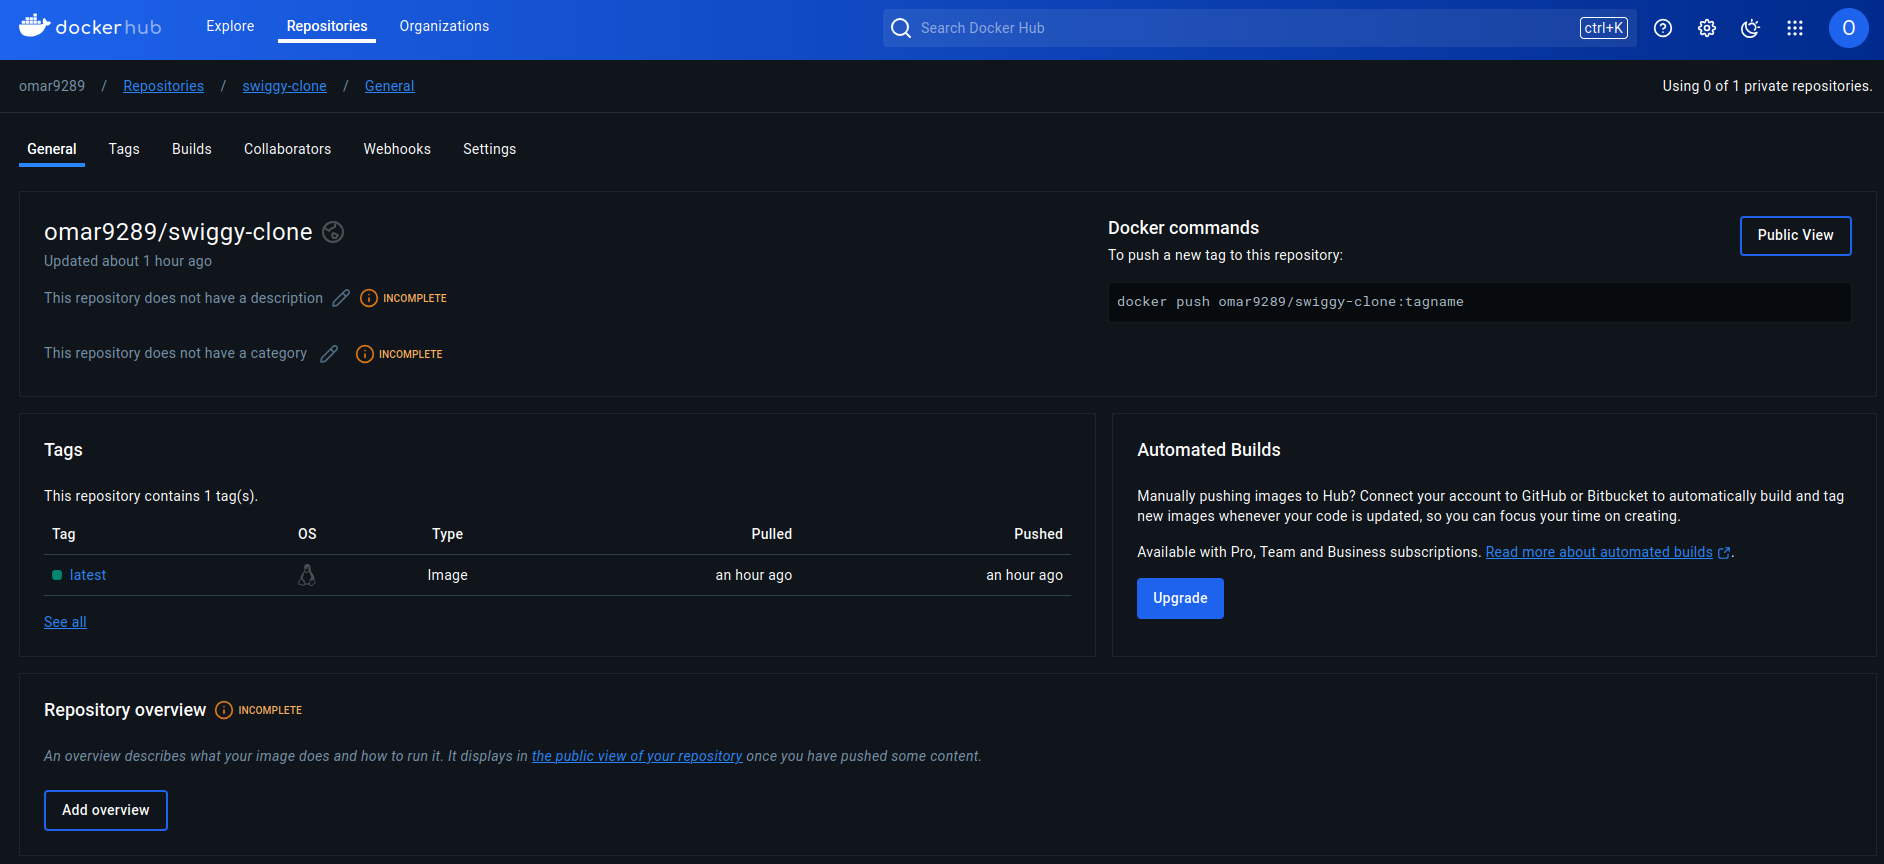 dockerhub Explore Repositories Organizations Search Docker Hub ctrl+K O
omar9289 / Repositories / swiggy-clone / General Using 0 of 1 private repositories.
General Tags Builds Collaborators Webhooks Settings
omar9289/swiggy-clone
Updated about 1 hour ago
This repository does not have a description INCOMPLETE
This repository does not have a category INCOMPLETE
Docker commands
Public View
To push a new tag to this repository:
docker push omar9289/swiggy-clone:tagname
Tags
This repository contains 1 tag(s).
Tag OS Type Pulled Pushed
latest Image an hour ago an hour ago
See all
Automated Builds
Manually pushing images to Hub? Connect your account to GitHub or Bitbucket to automatically build and tag
new images whenever your code is updated, so you can focus your time on creating.
Available with Pro, Team and Business subscriptions. Read more about automated builds.
Upgrade
Repository overview INCOMPLETE
An overview describes what your image does and how to run it. It displays in the public view of your repository once you have pushed some content.
Add overview